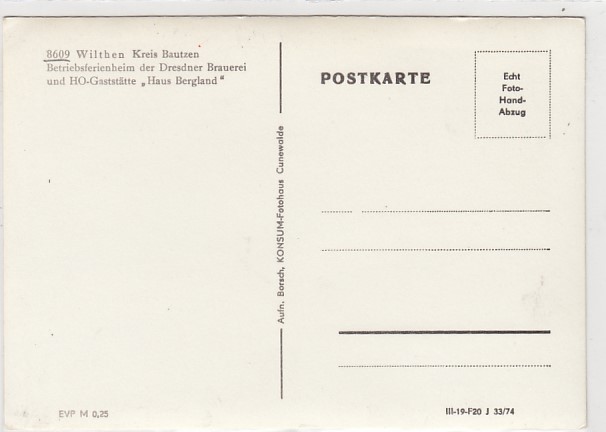 8609 Wilthen Kreis Bautzen
Betriebsferienheim der Dresdner Brauerei
und HO-Gaststätte „Haus Bergland"
POSTKARTE
Echt
Foto-
Hand-
Abzug
Aufn. Borsch, KONSUM-Fotohaus Cunewalde
EVP M 0,25
III-19-F20 J 33/74